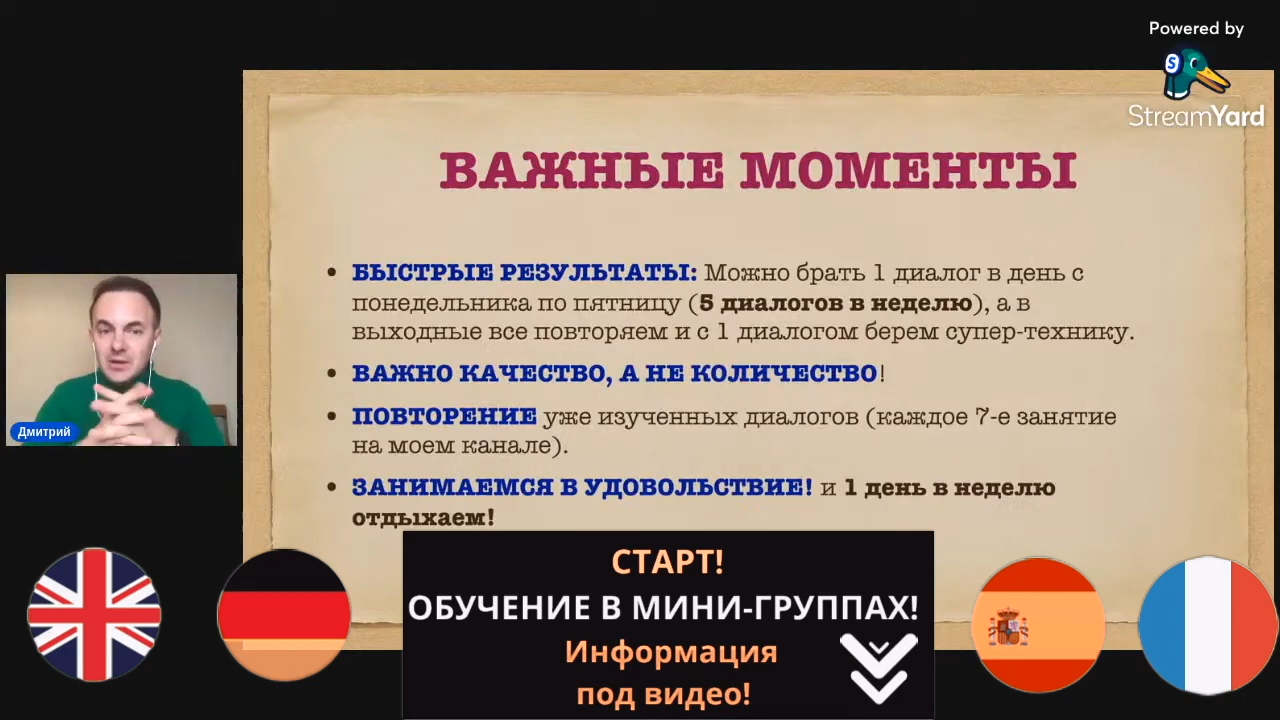 Powered by
StreamYard
ВАЖНЫЕ МОМЕНТЫ
• БЫСТРЫЕ РЕЗУЛЬТАТЫ: Можно брать 1 диалог в день с
понедельника по пятницу (5 диалогов в неделю), а в
выходные все повторяем и с 1 диалогом берем супер-технику.
• ВАЖНО КАЧЕСТВО, А НЕ КОЛИЧЕСТВО!
• ПОВТОРЕНИЕ уже изученных диалогов (каждое 7-е занятие
на моем канале).
• ЗАНИМАЕМСЯ В УДОВОЛЬСТВИЕ! и 1 день в неделю
отдыхаем!
Дмитрий
СТАРТ!
ОБУЧЕНИЕ В МИНИ-ГРУППАХ!
Информация
под видео!